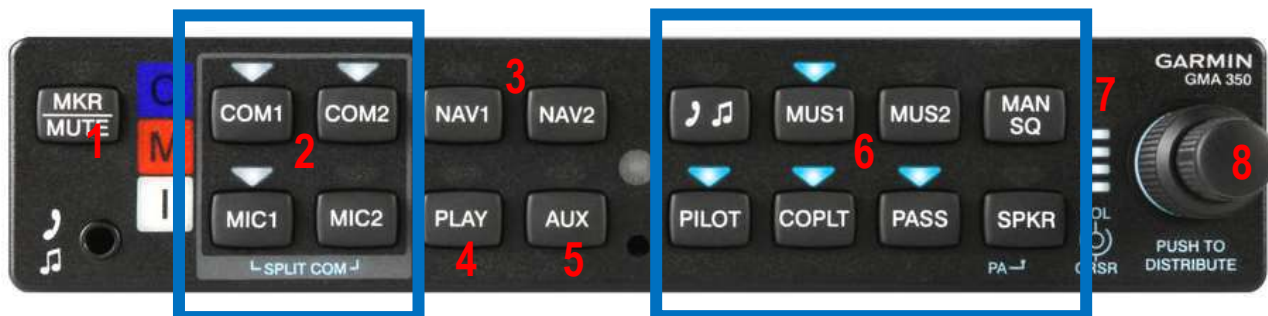 MKR
MUTE
1
O
M
I
COM1
COM2
2
MIC1
MIC2
SPLIT COM
NAV1
3
NAV2
PLAY
4
AUX
5
MUS1
MUS2
MAN
SQ
6
PILOT
COPLT
PASS
SPKR
PA
7
GARMIN
GMA 350
8
PUSH TO
DISTRIBUTE